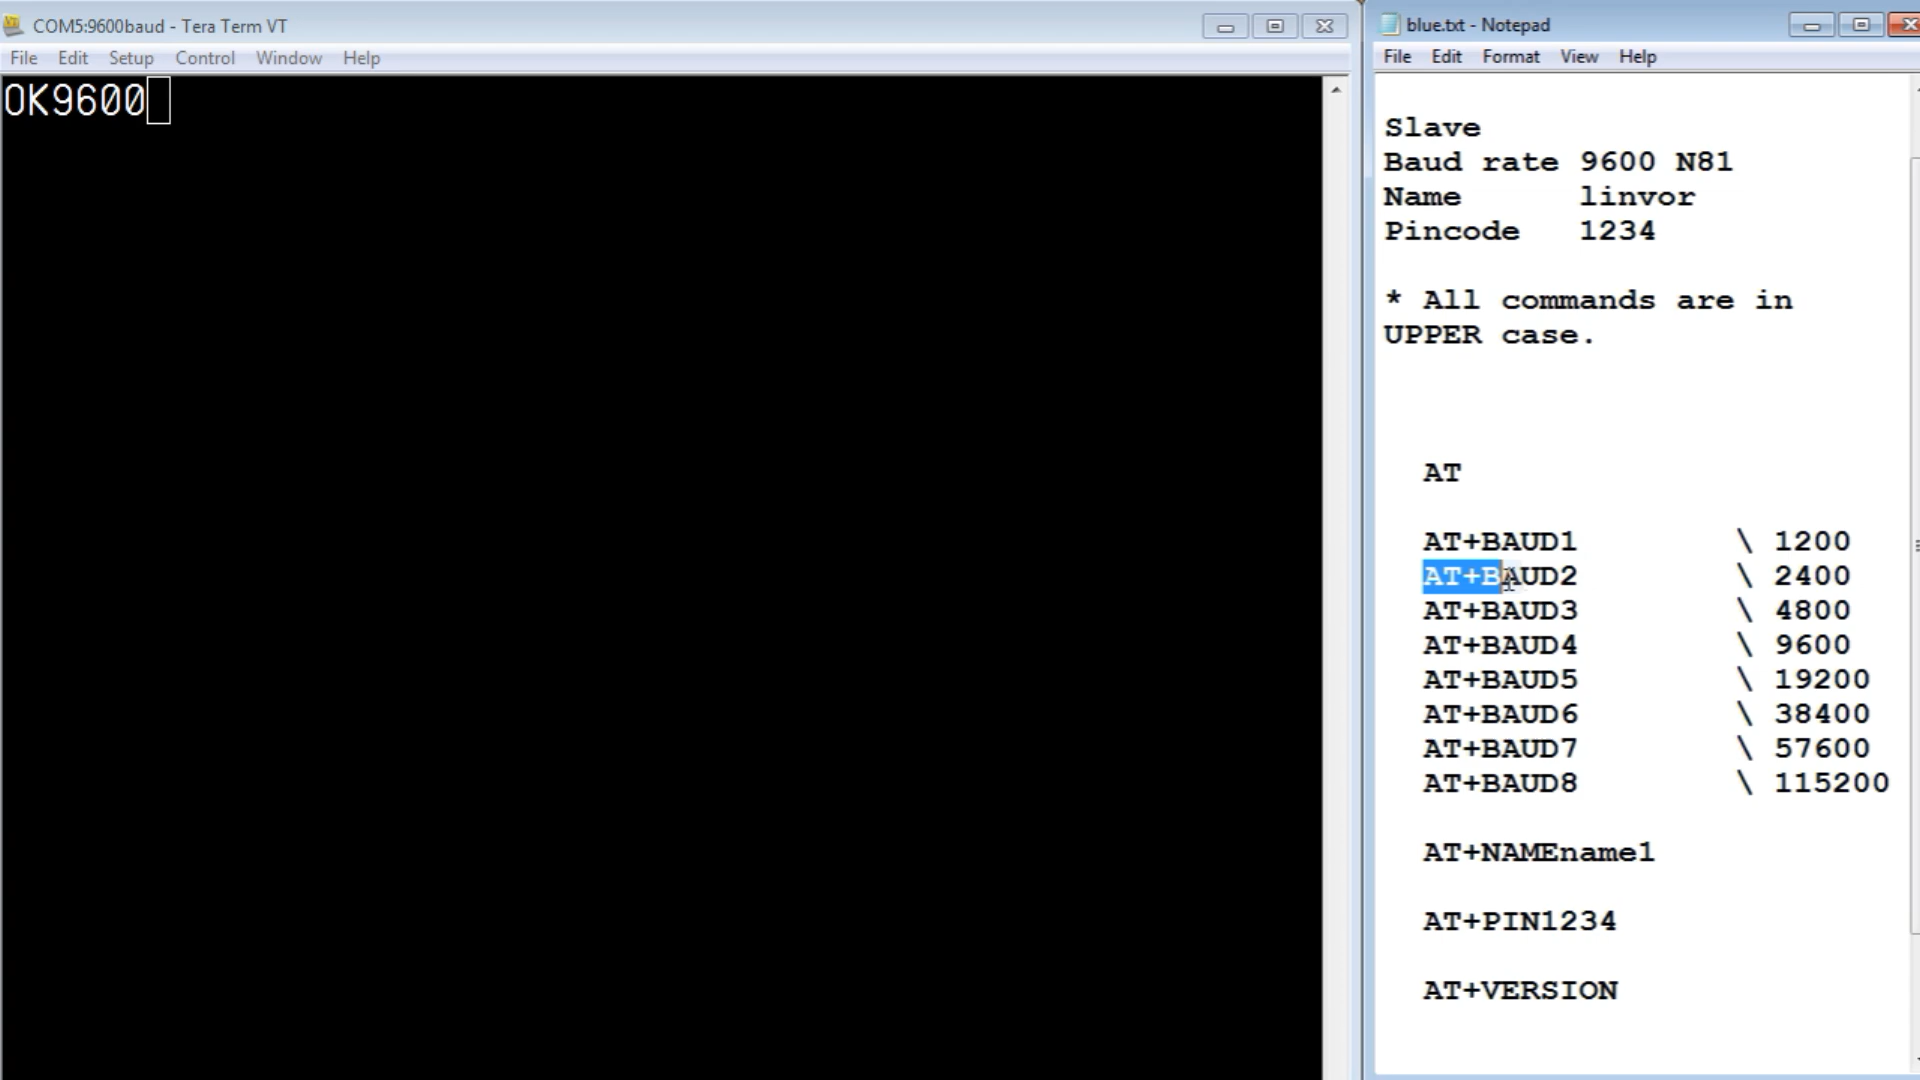 COM5:9600baud - Tera Term VT
File Edit Setup Control Window Help
OK9600
blue.txt - Notepad
File Edit Format View Help
Slave
Baud rate 9600 N81
Name linvor
Pincode 1234
* All commands are in
UPPER case.
AT
AT+BAUD1 \ 1200
AT+BAUD2 \ 2400
AT+BAUD3 \ 4800
AT+BAUD4 \ 9600
AT+BAUD5 \ 19200
AT+BAUD6 \ 38400
AT+BAUD7 \ 57600
AT+BAUD8 \ 115200
AT+NAMEname1
AT+PIN1234
AT+VERSION